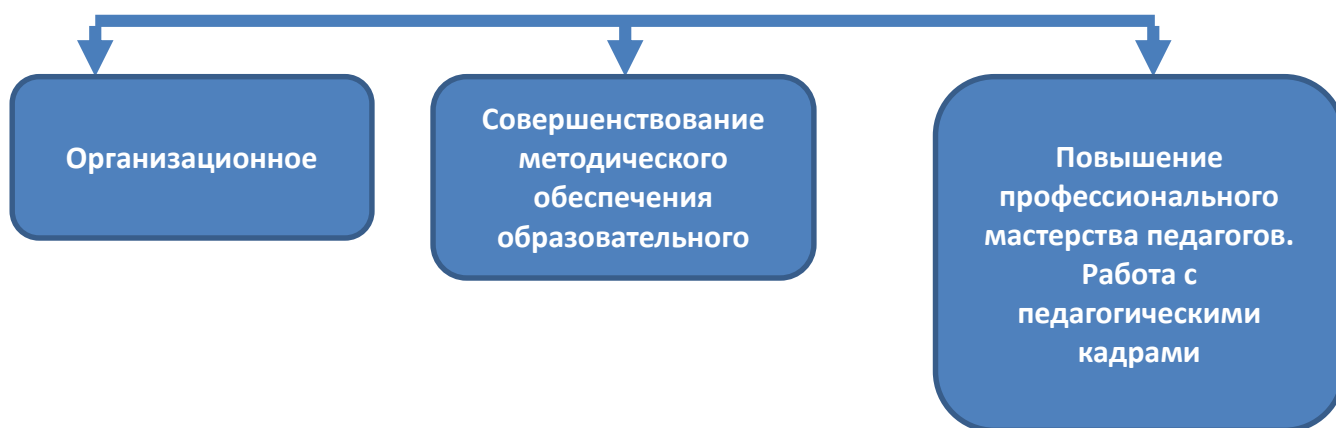 Организационное
Совершенствование
методического
обеспечения
образовательного
Повышение
профессионального
мастерства педагогов.
Работа с
педагогическими
кадрами